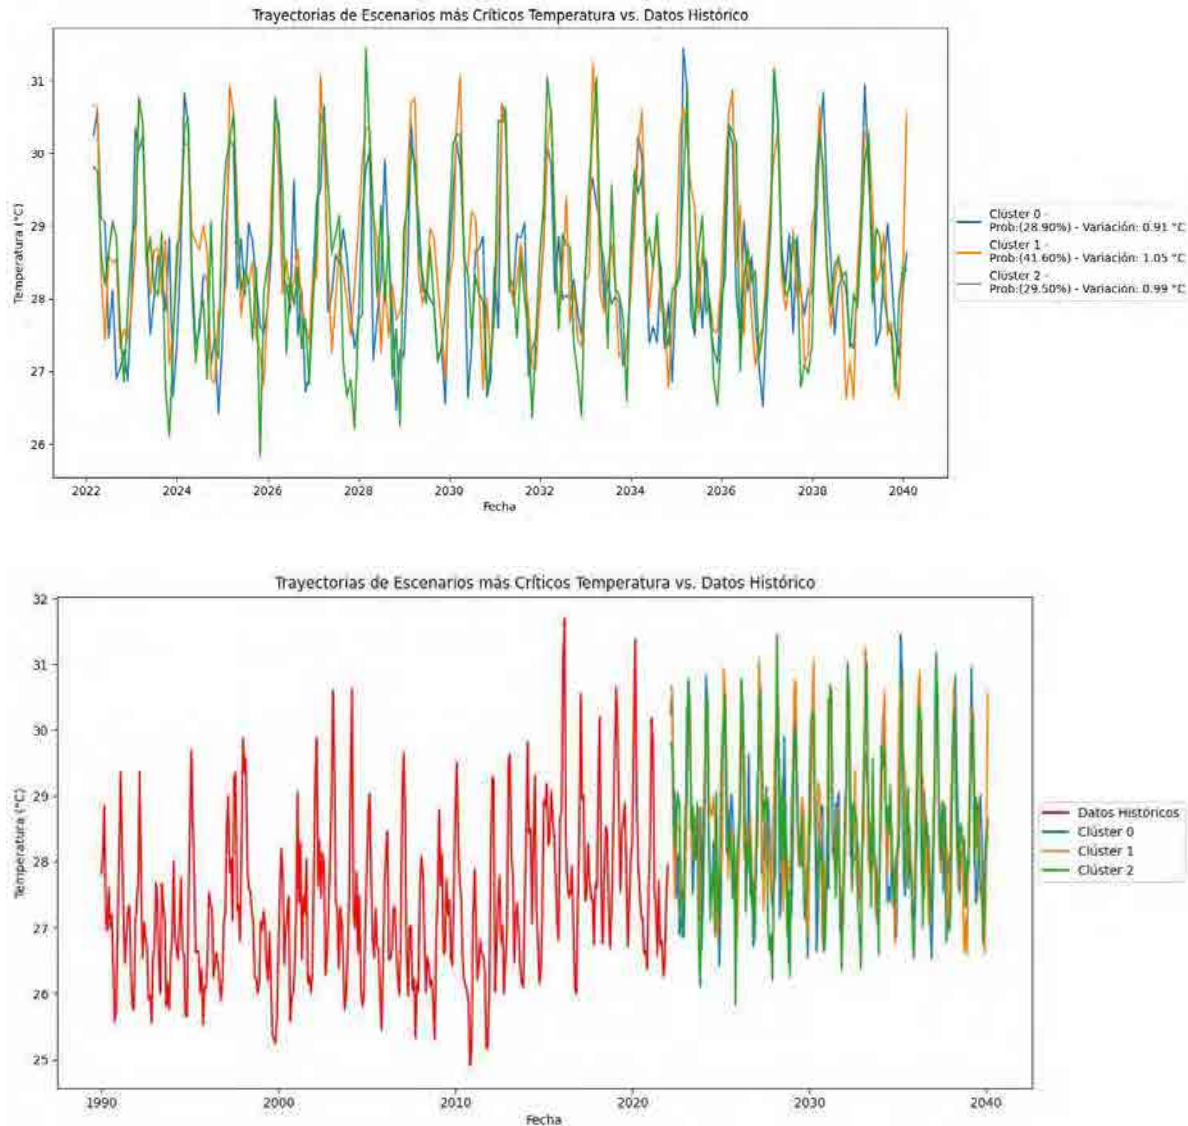 Trayectorias de Escenarios más Críticos Temperatura vs. Datos Histórico
Temperatura (°C)
31
30
29
28
27
26
2022
2024
2026
2028
2030
2032
2034
2036
2038
2040
Fecha
Clúster 0 -
Prob:(28.90%) - Variación: 0.91 °C
Clúster 1 -
Prob:(41.60%) - Variación: 1.05 °C
Clúster 2 -
Prob:(29.50%) - Variación: 0.99 °C
Trayectorias de Escenarios más Críticos Temperatura vs. Datos Histórico
Temperatura (°C)
32
31
30
29
28
27
26
25
1990
2000
2010
2020
2030
2040
Fecha
Datos Históricos
Clúster 0
Clúster 1
Clúster 2